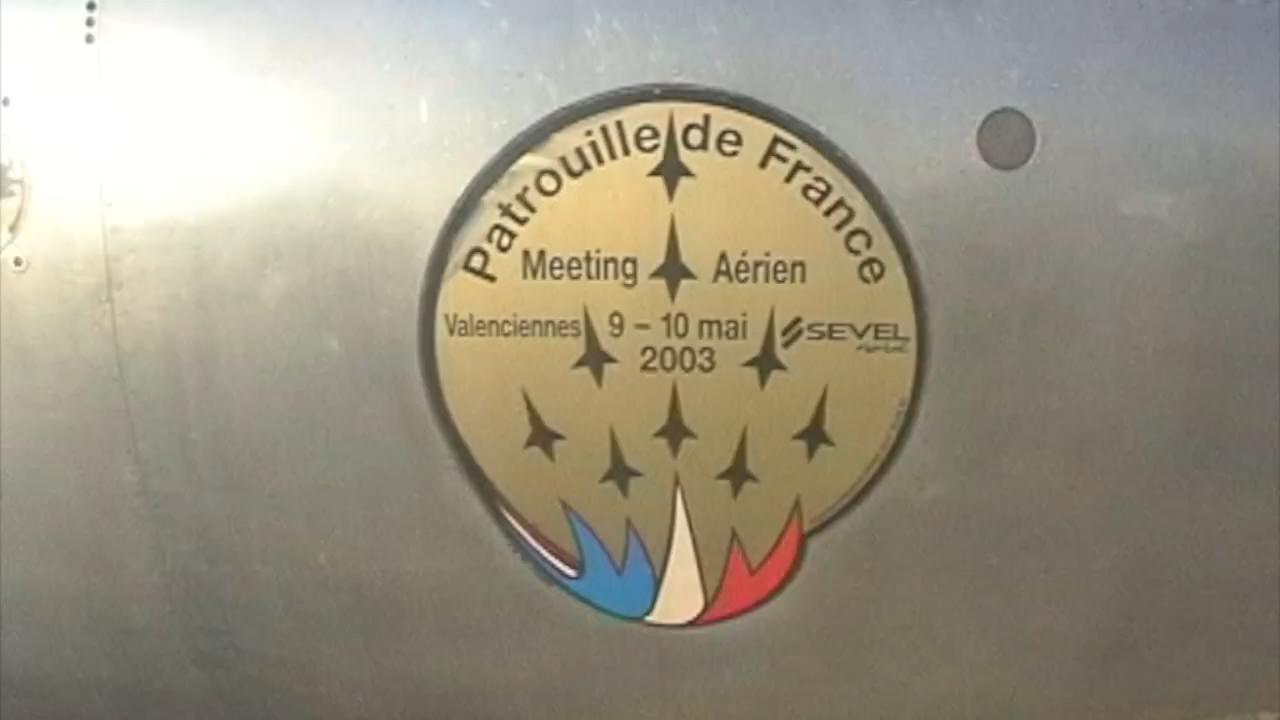 Patrouille de France
Meeting Aérien
Valenciennes 9 – 10 mai SEVEL
2003